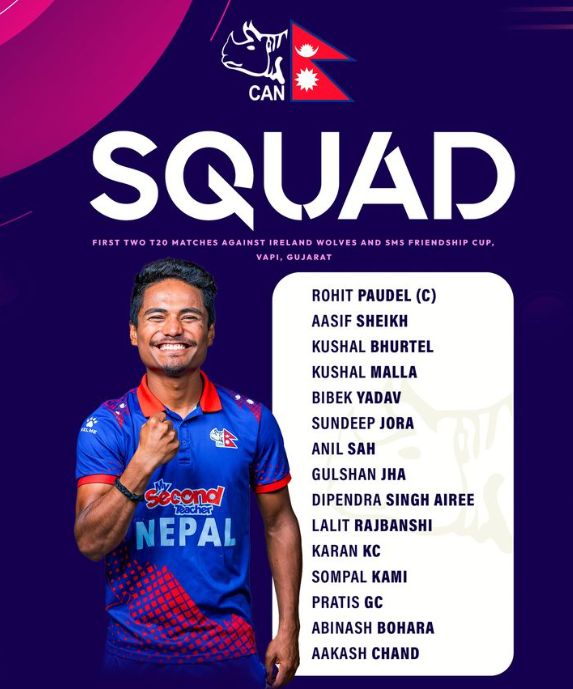 CAN
SQUAD
FIRST TWO T20 MATCHES AGAINST IRELAND WOLVES AND SMS FRIENDSHIP CUP,
VAPI, GUJARAT
ROHIT PAUDEL (C)
AASIF SHEIKH
KUSHAL BHURTEL
KUSHAL MALLA
BIBEK YADAV
SUNDEEP JORA
ANIL SAH
GULSHAN JHA
DIPENDRA SINGH AIREE
LALIT RAJBANSHI
KARAN KC
SOMPAL KAMI
PRATIS GC
ABINASH BOHARA
AAKASH CHAND
KELME
My
Second
Teacher
NEPAL